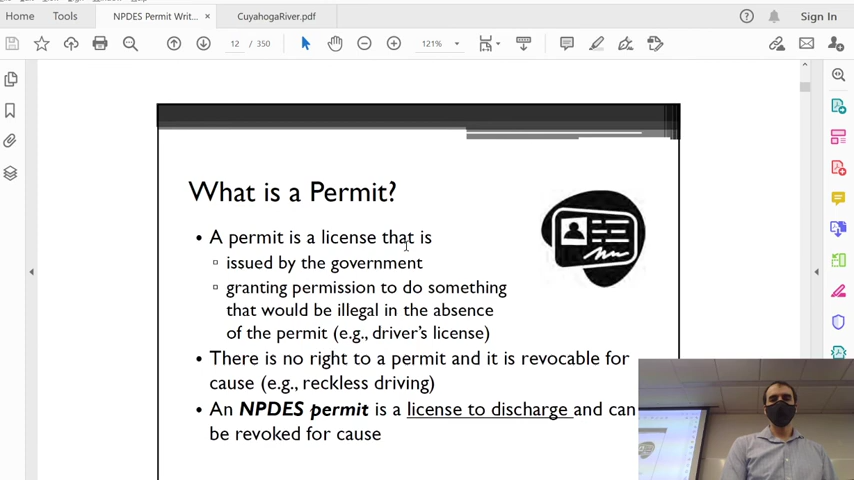 Home Tools NPDES Permit Writ... × CuyahogaRiver.pdf Sign In
12 / 350 121%
What is a Permit?
• A permit is a license that is
▫ issued by the government
▫ granting permission to do something
that would be illegal in the absence
of the permit (e.g., driver's license)
• There is no right to a permit and it is revocable for
cause (e.g., reckless driving)
• An NPDES permit is a license to discharge and can
be revoked for cause